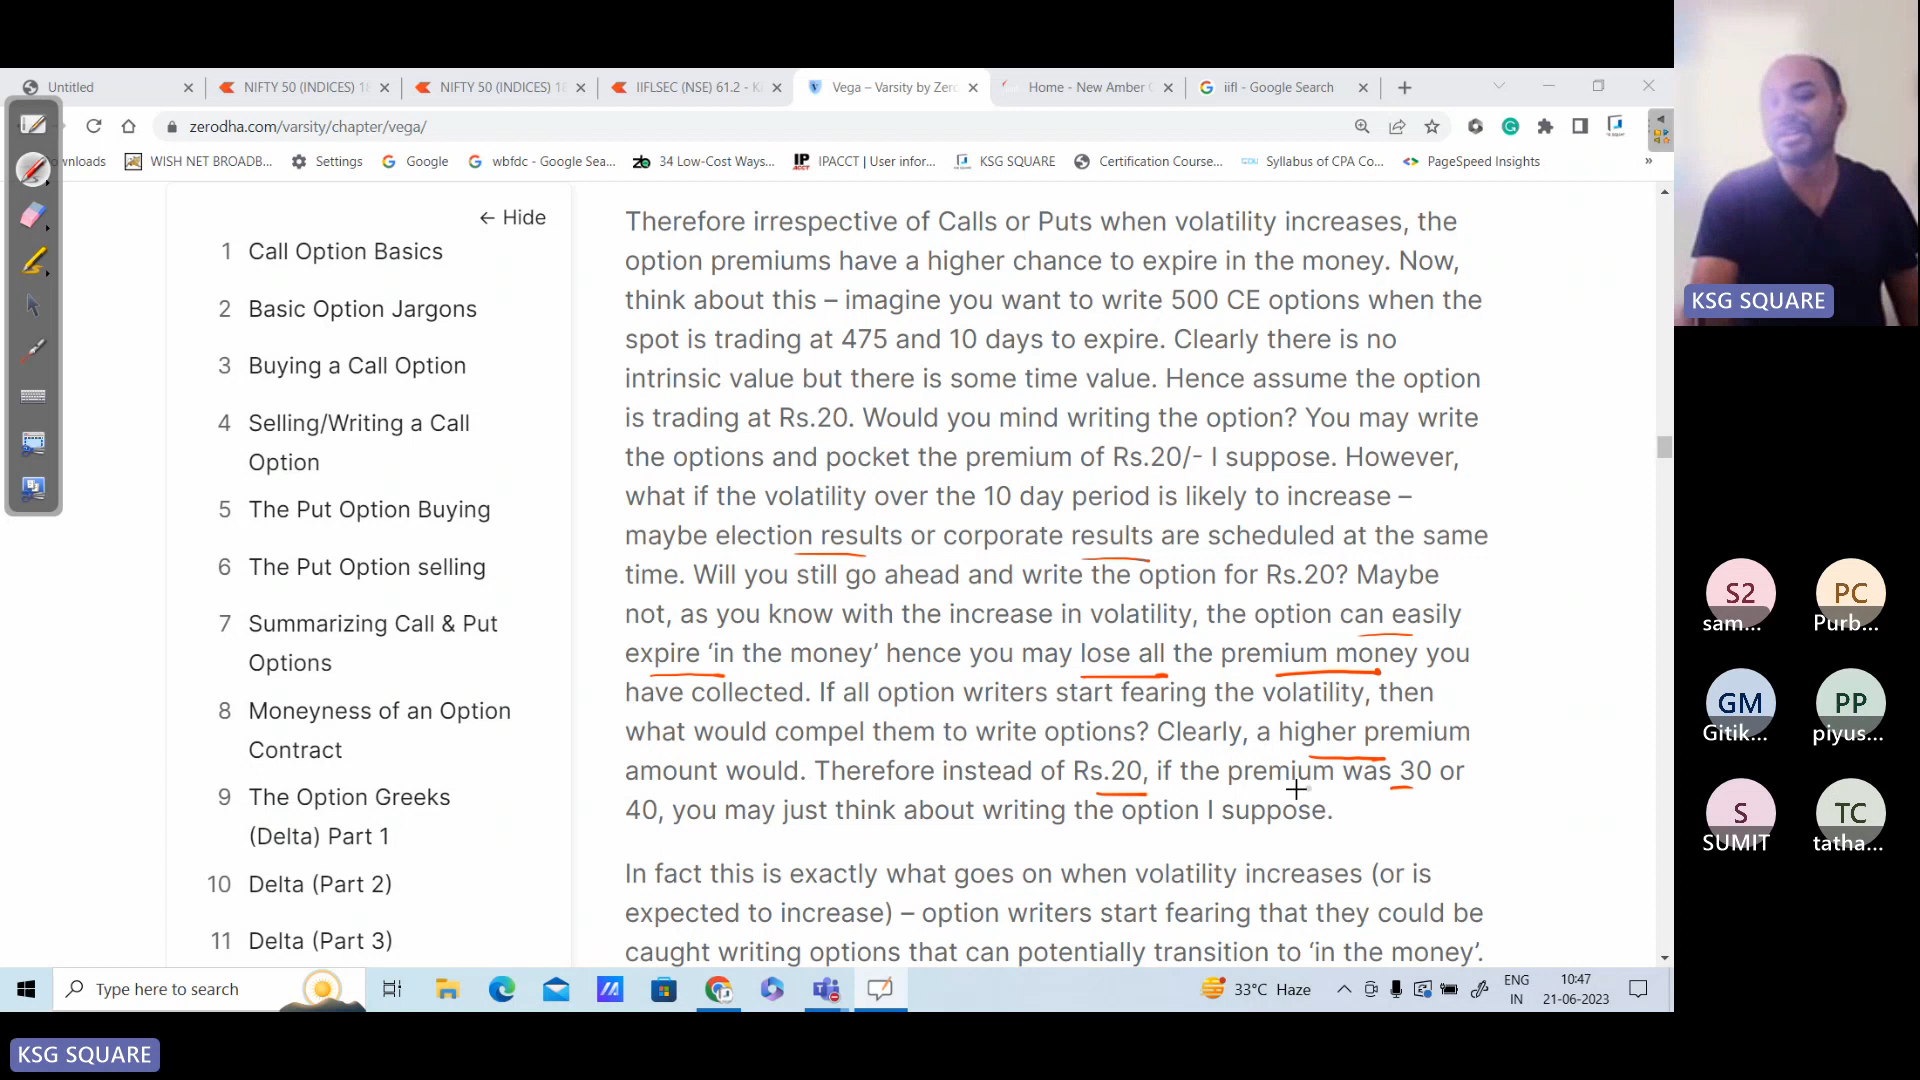 Untitled
NIFTY 50 (INDICES) 18
NIFTY 50 (INDICES) 18
IIFLSEC (NSE) 61.2 - K
Vega – Varsity by Zer
Home - New Amber
iifl - Google Search
zerodha.com/varsity/chapter/vega/
wnloads
WISH NET BROADB...
Settings
Google
wbfdc - Google Sea...
34 Low-Cost Ways...
IPACCT | User infor...
KSG SQUARE
Certification Course...
Syllabus of CPA Co...
PageSpeed Insights
»
← Hide
1 Call Option Basics
2 Basic Option Jargons
3 Buying a Call Option
4 Selling/Writing a Call
Option
5 The Put Option Buying
6 The Put Option selling
7 Summarizing Call & Put
Options
8 Moneyness of an Option
Contract
9 The Option Greeks
(Delta) Part 1
10 Delta (Part 2)
11 Delta (Part 3)
Therefore irrespective of Calls or Puts when volatility increases, the
option premiums have a higher chance to expire in the money. Now,
think about this – imagine you want to write 500 CE options when the
spot is trading at 475 and 10 days to expire. Clearly there is no
intrinsic value but there is some time value. Hence assume the option
is trading at Rs.20. Would you mind writing the option? You may write
the options and pocket the premium of Rs.20/- I suppose. However,
what if the volatility over the 10 day period is likely to increase –
maybe election results or corporate results are scheduled at the same
time. Will you still go ahead and write the option for Rs.20? Maybe
not, as you know with the increase in volatility, the option can easily
expire ‘in the money’ hence you may lose all the premium money you
have collected. If all option writers start fearing the volatility, then
what would compel them to write options? Clearly, a higher premium
amount would. Therefore instead of Rs.20, if the premium was 30 or
40, you may just think about writing the option I suppose.
In fact this is exactly what goes on when volatility increases (or is
expected to increase) – option writers start fearing that they could be
caught writing options that can potentially transition to ‘in the money’.
KSG SQUARE
S2
sam...
PC
Purb...
GM
Gitik...
PP
piyus...
S
SUMIT
TC
tatha...
Type here to search
33°C Haze
ENG
IN
10:47
21-06-2023
KSG SQUARE